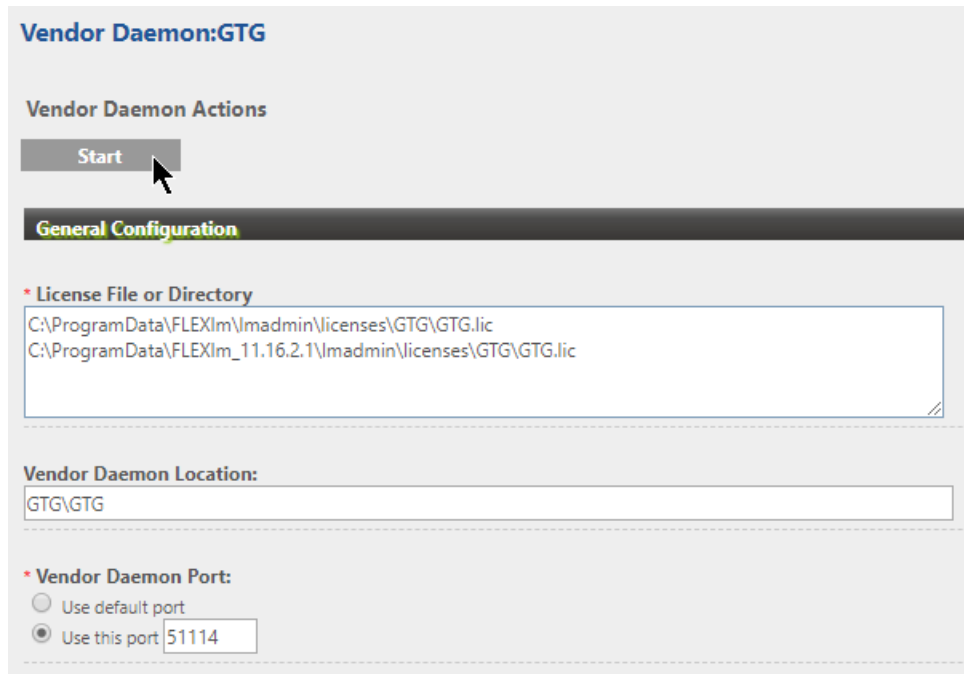 Vendor Daemon:GTG
Vendor Daemon Actions
Start
General Configuration
* License File or Directory
C:\ProgramData\FLEXlm\lmadmin\licenses\GTG\GTG.lic
C:\ProgramData\FLEXlm_11.16.2.1\lmadmin\licenses\GTG\GTG.lic
Vendor Daemon Location:
GTG\GTG
* Vendor Daemon Port:
Use default port
Use this port 51114